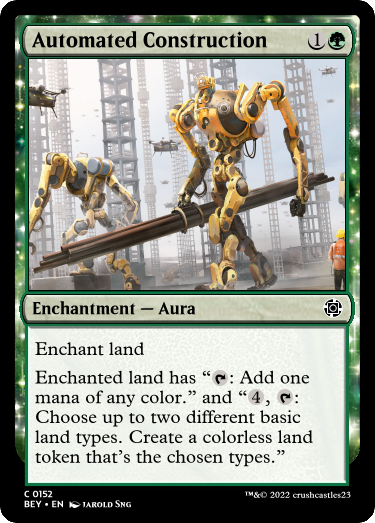 Automated Construction 1
Enchantment — Aura
Enchant land
Enchanted land has “: Add one
mana of any color.” and “4, :
Choose up to two different basic
land types. Create a colorless land
token that's the chosen types.”
C 0152
BEY • EN JAROLD SNG
™&© 2022 crushcastles23